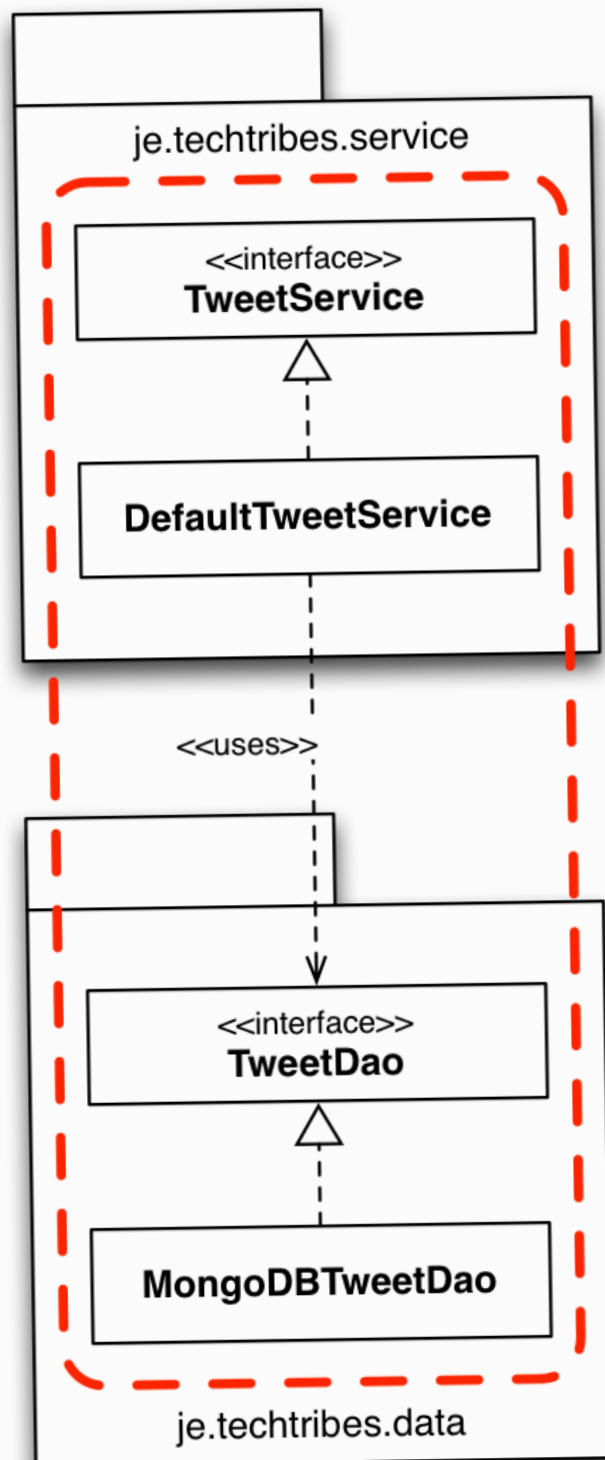 je.techtribes.service
<<interface>>
TweetService
DefaultTweetService
<<uses>>
<<interface>>
TweetDao
MongoDBTweetDao
je.techtribes.data